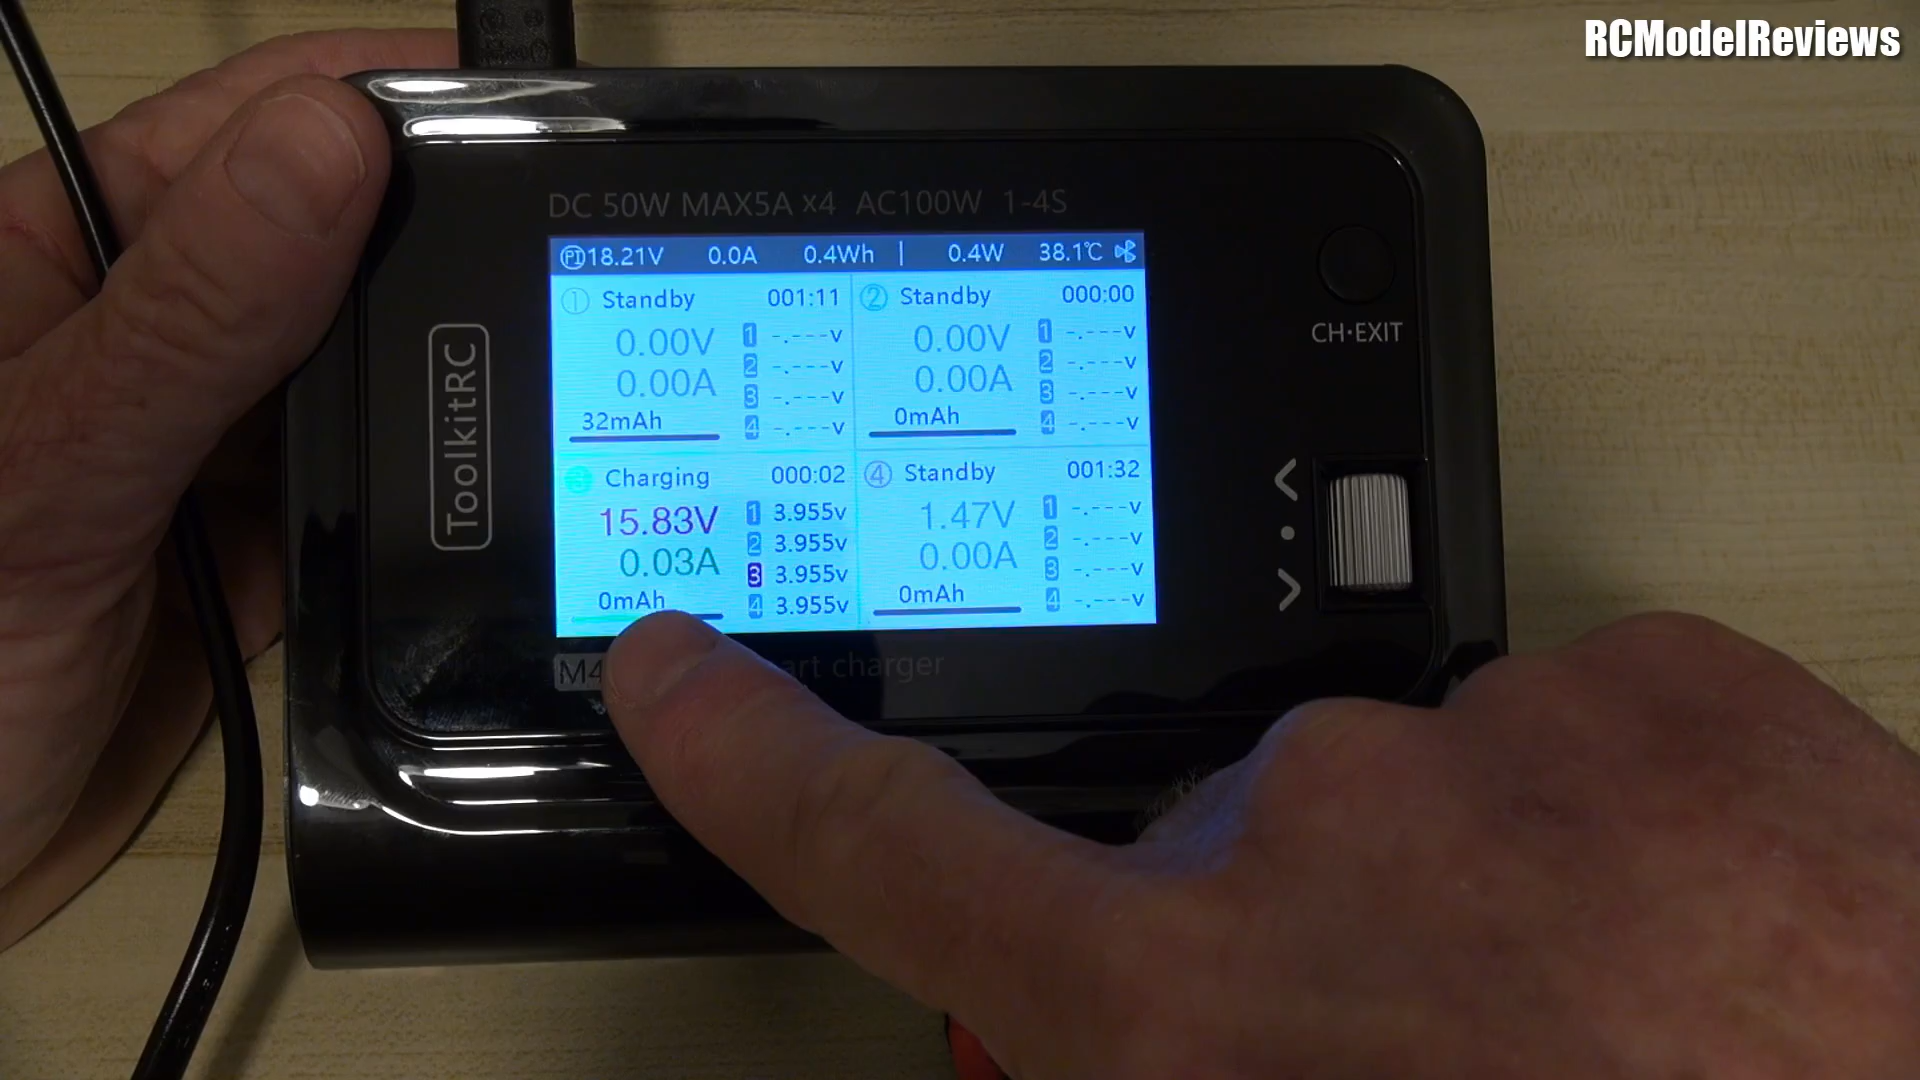 RCModelReviews
DC 50W MAX5A x4 AC100W 1-4S
PI 18.21V 0.0A 0.4Wh | 0.4W 38.1℃
1 Standby 001:11
0.00V
0.00A
32mAh
1 -.---v
2 -.---v
3 -.---v
4 -.---v
2 Standby 000:00
0.00V
0.00A
0mAh
1 -.---v
2 -.---v
3 -.---v
4 -.---v
3 Charging 000:02
15.83V
0.03A
0mAh
1 3.955v
2 3.955v
3 3.955v
4 3.955v
4 Standby 001:32
1.47V
0.00A
0mAh
1 -.---v
2 -.---v
3 -.---v
4 -.---v
ToolkitRC
CH·EXIT
< · >
charger